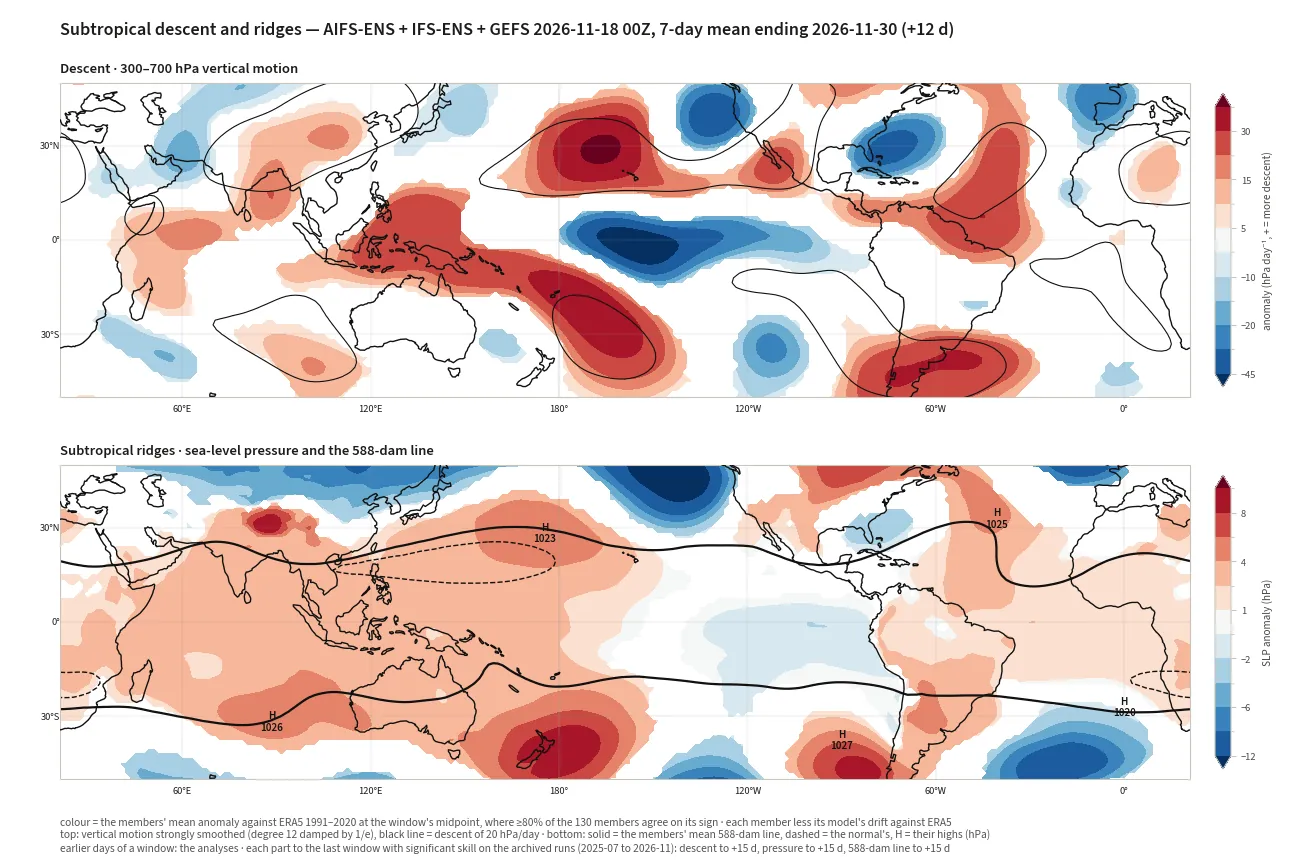 Subtropical descent and ridges — AIFS-ENS + IFS-ENS + GEFS 2026-11-18 00Z, 7-day mean ending 2026-11-30 (+12 d)
Descent · 300–700 hPa vertical motion
30°N
0°
30°S
60°E
120°E
180°
120°W
60°W
0°
30
15
5
−10
−20
−45
anomaly (hPa day⁻¹, + = more descent)
Subtropical ridges · sea-level pressure and the 588-dam line
30°N
0°
30°S
H
1023
H
1025
H
1026
H
1027
H
1020
60°E
120°E
180°
120°W
60°W
0°
8
4
1
−2
−6
−12
SLP anomaly (hPa)
colour = the members' mean anomaly against ERA5 1991–2020 at the window's midpoint, where ≥80% of the 130 members agree on its sign · each member less its model's drift against ERA5
top: vertical motion strongly smoothed (degree 12 damped by 1/e), black line = descent of 20 hPa/day · bottom: solid = the members' mean 588-dam line, dashed = the normal's, H = their highs (hPa)
earlier days of a window: the analyses · each part to the last window with significant skill on the archived runs (2025-07 to 2026-11): descent to +15 d, pressure to +15 d, 588-dam line to +15 d